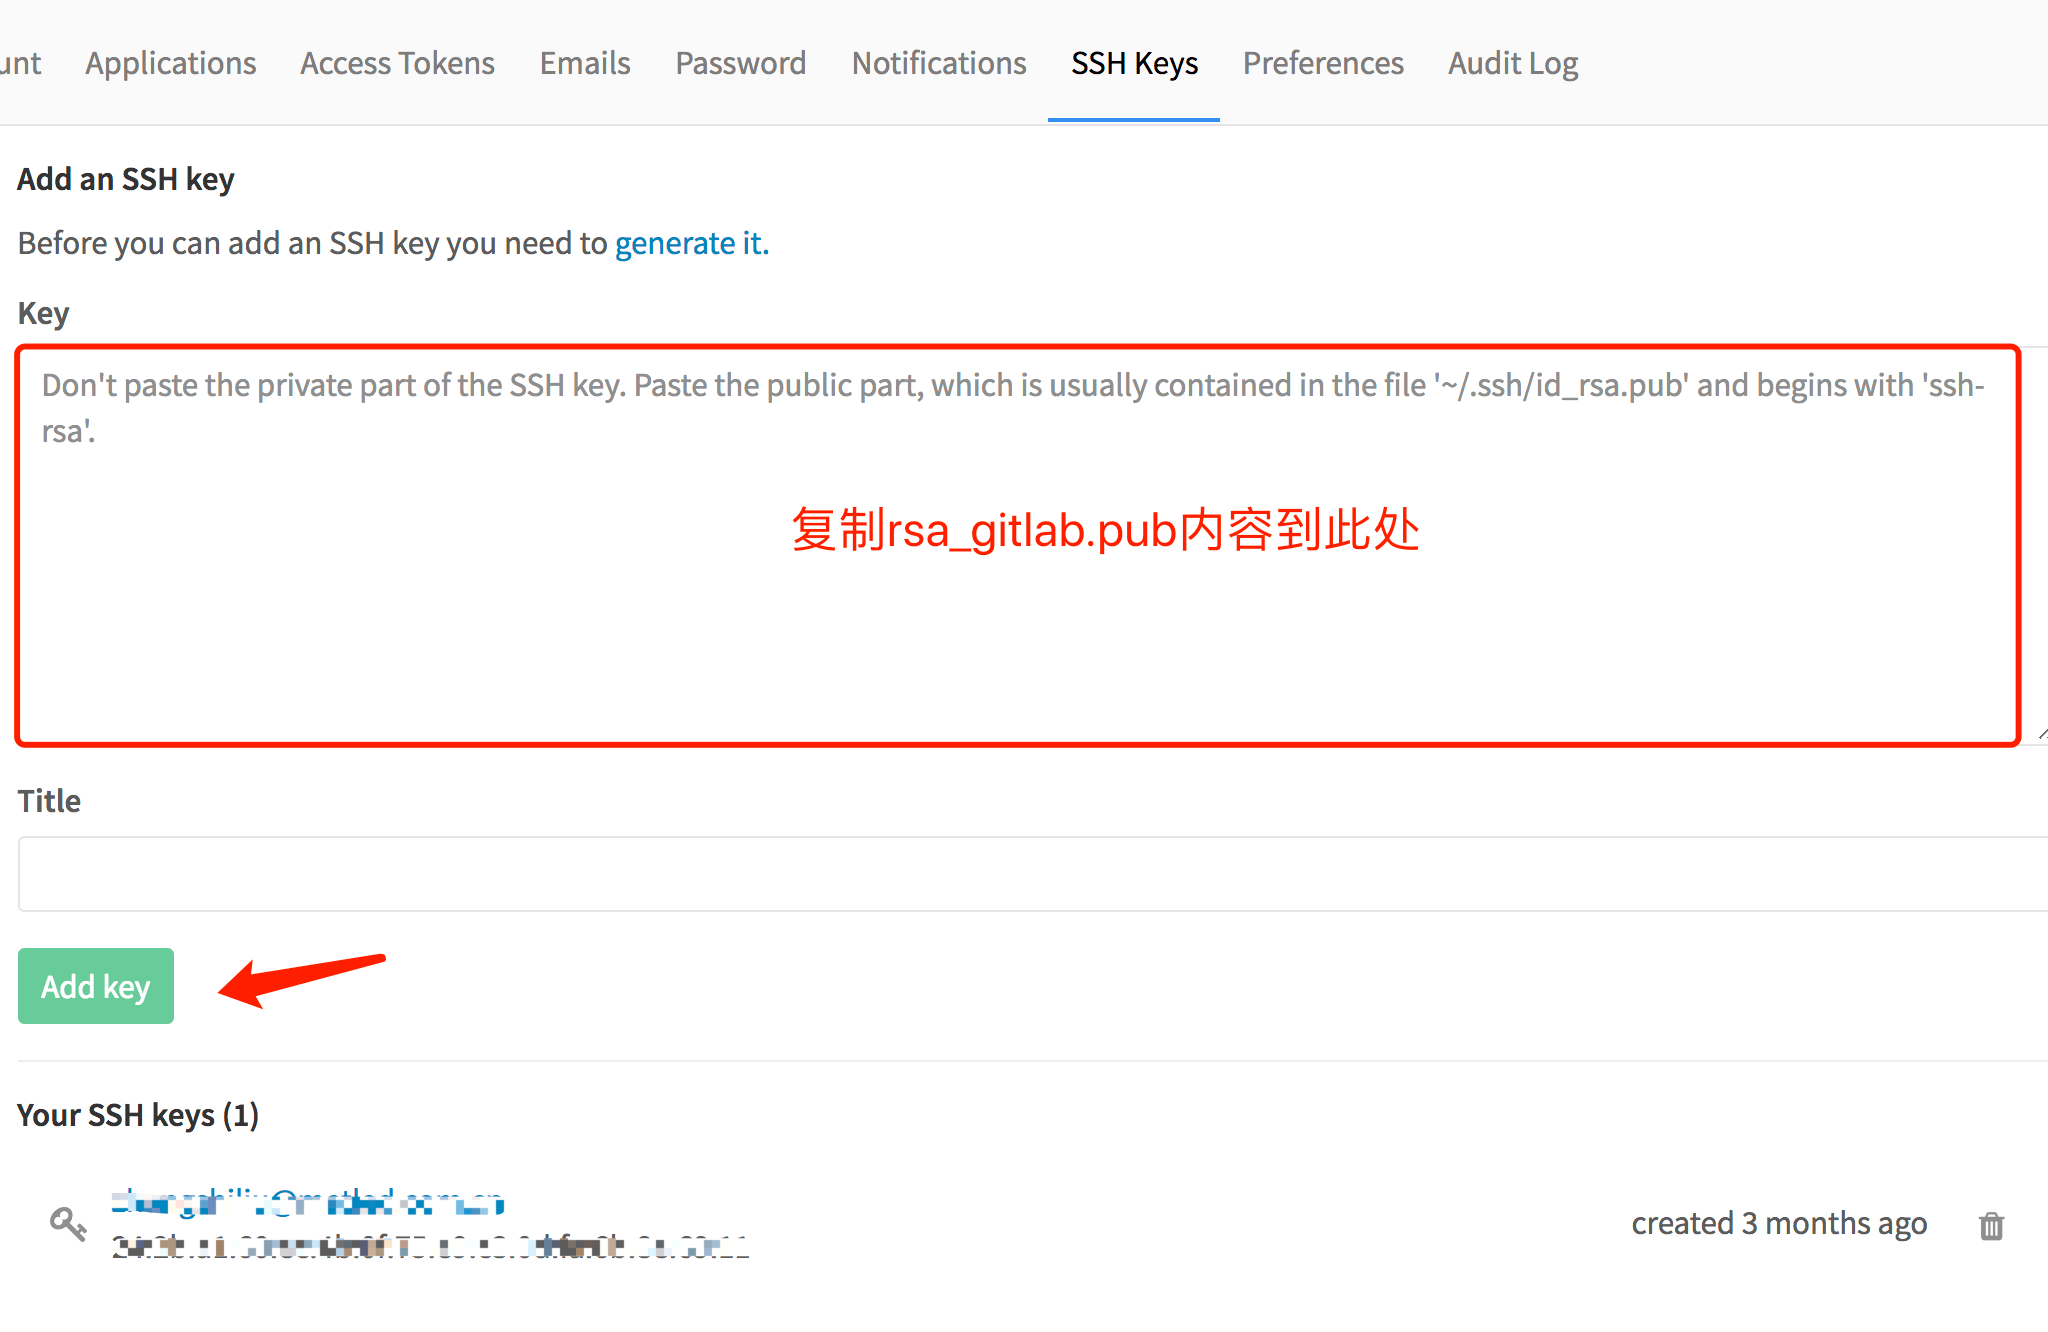 unt Applications Access Tokens Emails Password Notifications SSH Keys Preferences Audit Log
Add an SSH key
Before you can add an SSH key you need to generate it.
Key
Don't paste the private part of the SSH key. Paste the public part, which is usually contained in the file '~/.ssh/id_rsa.pub' and begins with 'ssh-
rsa'.
复制rsa_gitlab.pub内容到此处
Title
Add key
Your SSH keys (1)
created 3 months ago